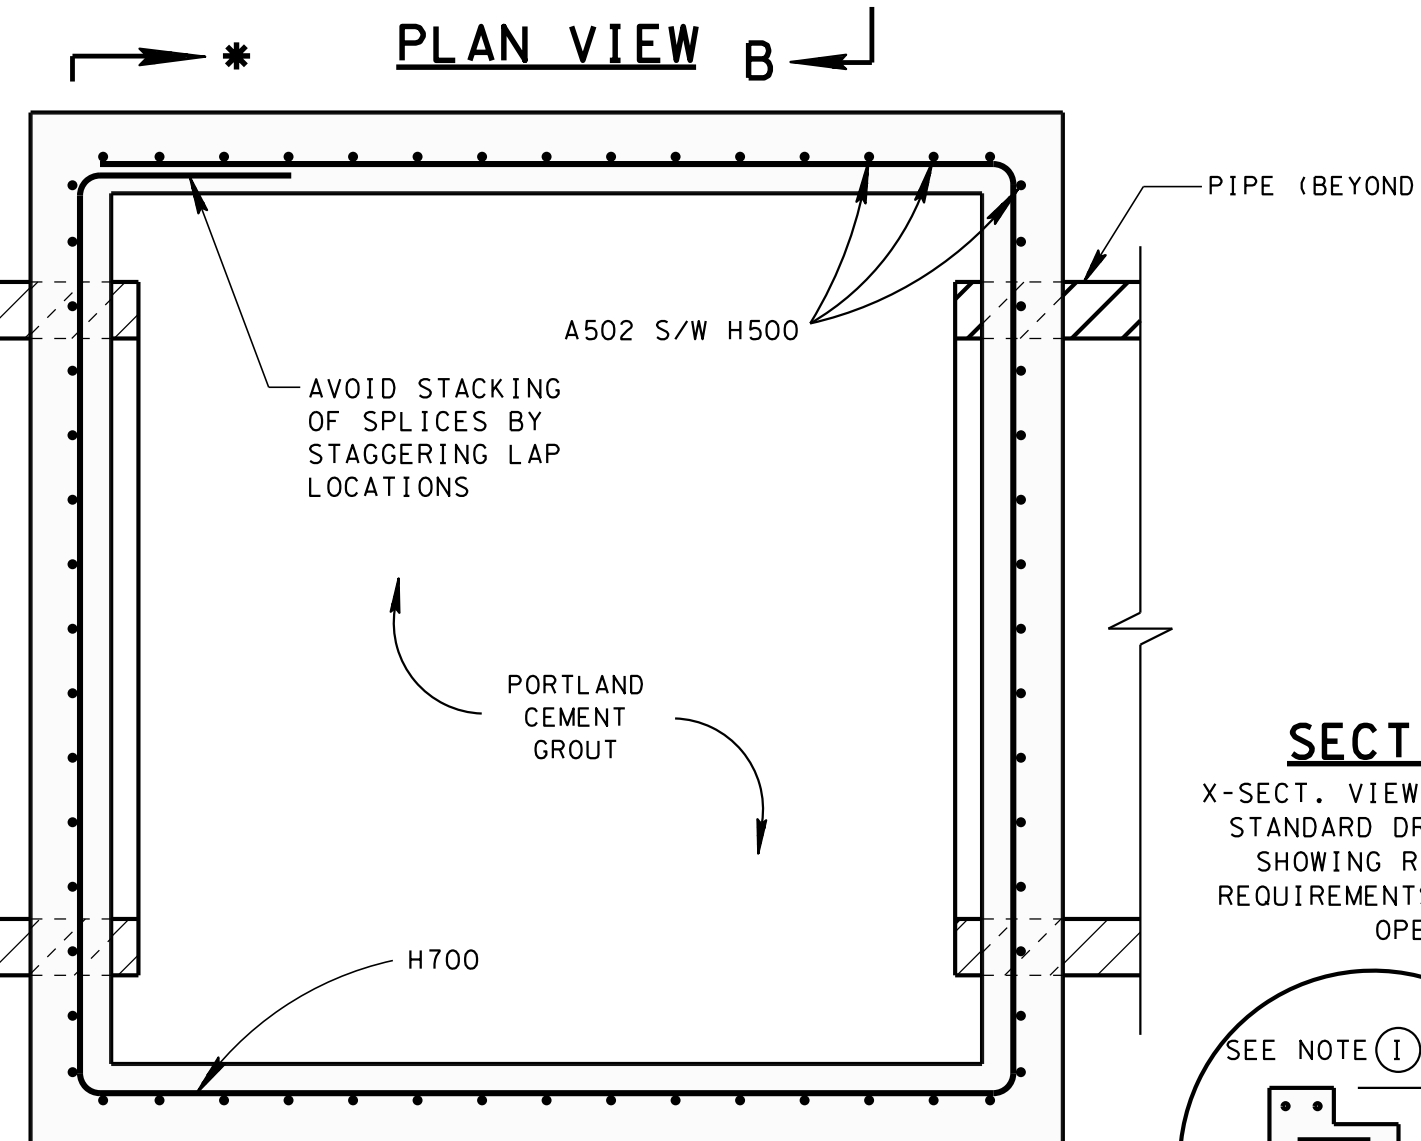 PLAN VIEW
*
B
PIPE (BEYOND
A502 S/W H500
AVOID STACKING
OF SPLICES BY
STAGGERING LAP
LOCATIONS
PORTLAND
CEMENT
GROUT
H700
SECT
X-SECT. VIEW
STANDARD DR
SHOWING R
REQUIREMENTS
OPE
SEE NOTE I